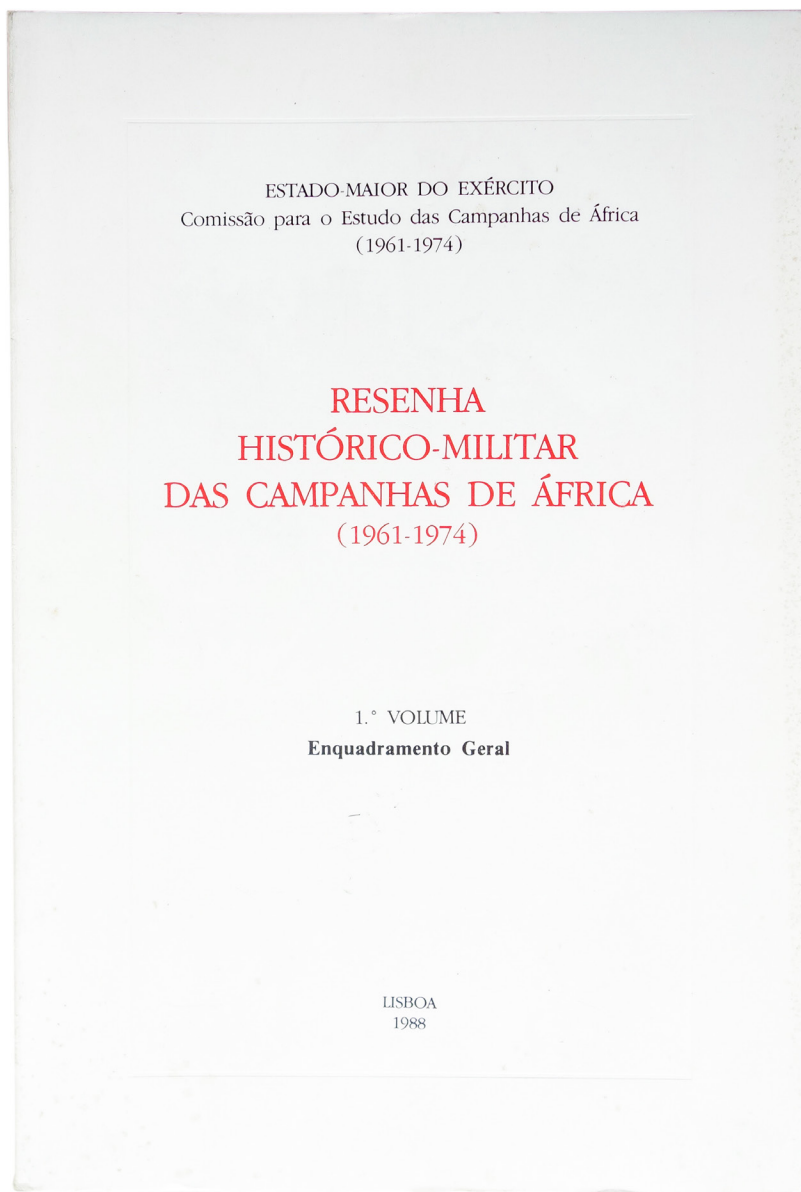 ESTADO-MAIOR DO EXÉRCITO
Comissão para o Estudo das Campanhas de África
(1961-1974)
RESENHA
HISTÓRICO-MILITAR
DAS CAMPANHAS DE ÁFRICA
(1961-1974)
1.° VOLUME
Enquadramento Geral
LISBOA
1988